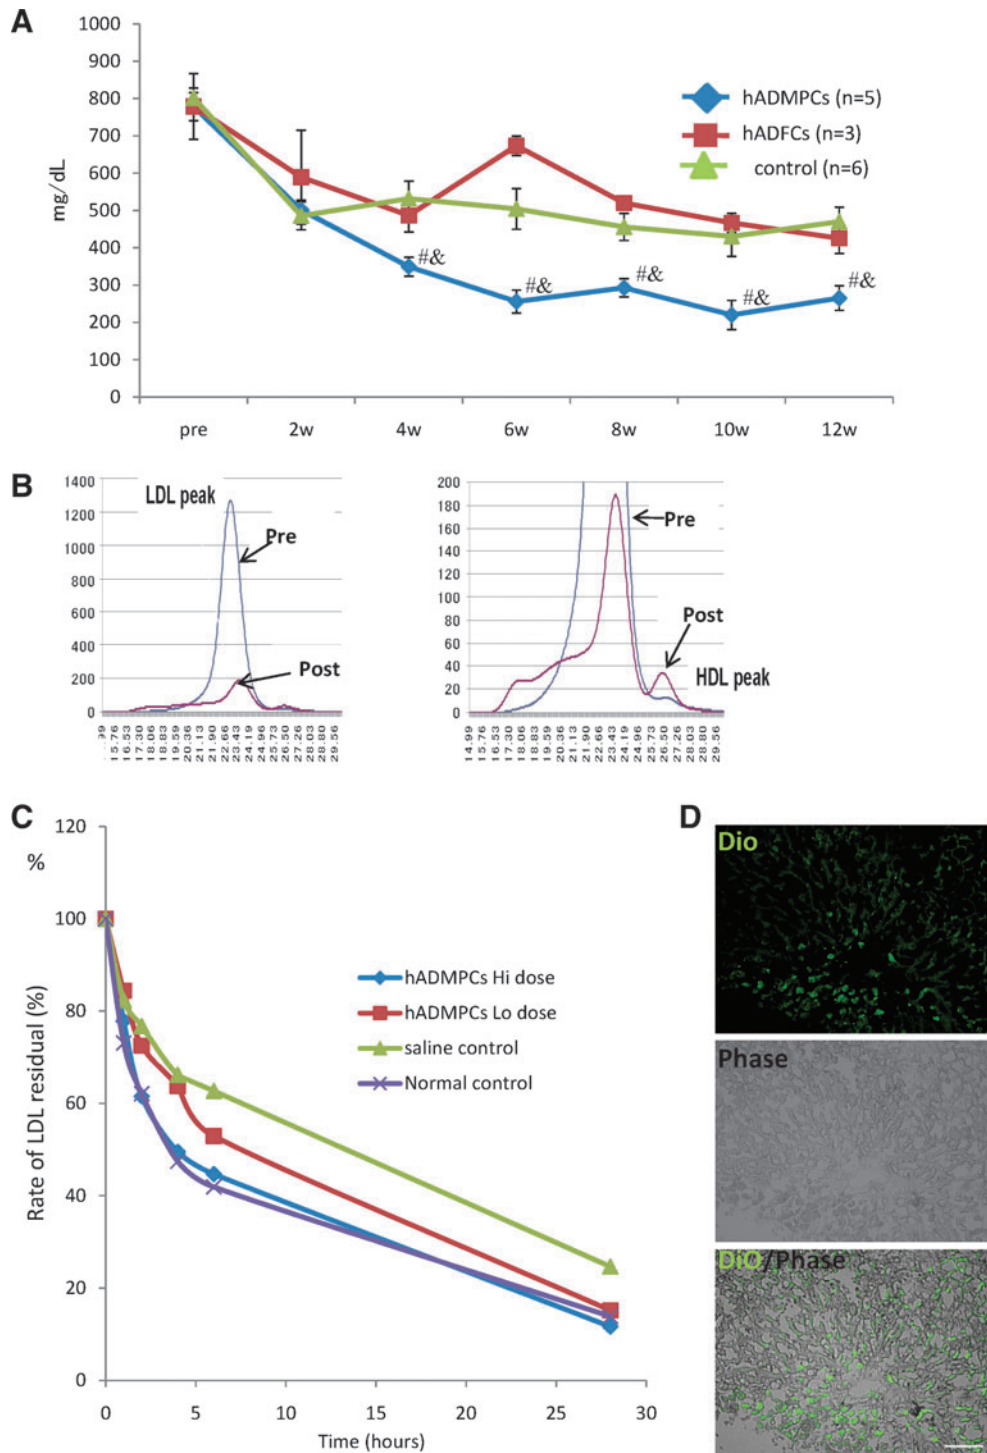 A
1000
900
800
700
600
500
400
300
200
100
0
mg/dL
hADMPCs (n=5)
hADFCs (n=3)
control (n=6)
#&
#&
#&
#&
#&
pre 2w 4w 6w 8w 10w 12w
B
1400
1200
1000
800
600
400
200
0
LDL peak
Pre
Post
15.76 16.53 17.30 18.06 18.83 19.59 20.36 21.13 21.90 22.66 23.43 24.19 24.96 25.73 26.50 27.26 28.03 28.80 29.56
200
180
160
140
120
100
80
60
40
20
0
Pre
Post
HDL peak
14.99 15.76 16.53 17.30 18.06 18.83 19.59 20.36 21.13 21.90 22.66 23.43 24.19 24.96 25.73 26.50 27.26 28.03 28.80 29.56
C
120
%
100
80
60
40
20
0
Rate of LDL residual (%)
hADMPCs Hi dose
hADMPCs Lo dose
saline control
Normal control
0 5 10 15 20 25 30
Time (hours)
D
Dio
Phase
DiO/Phase